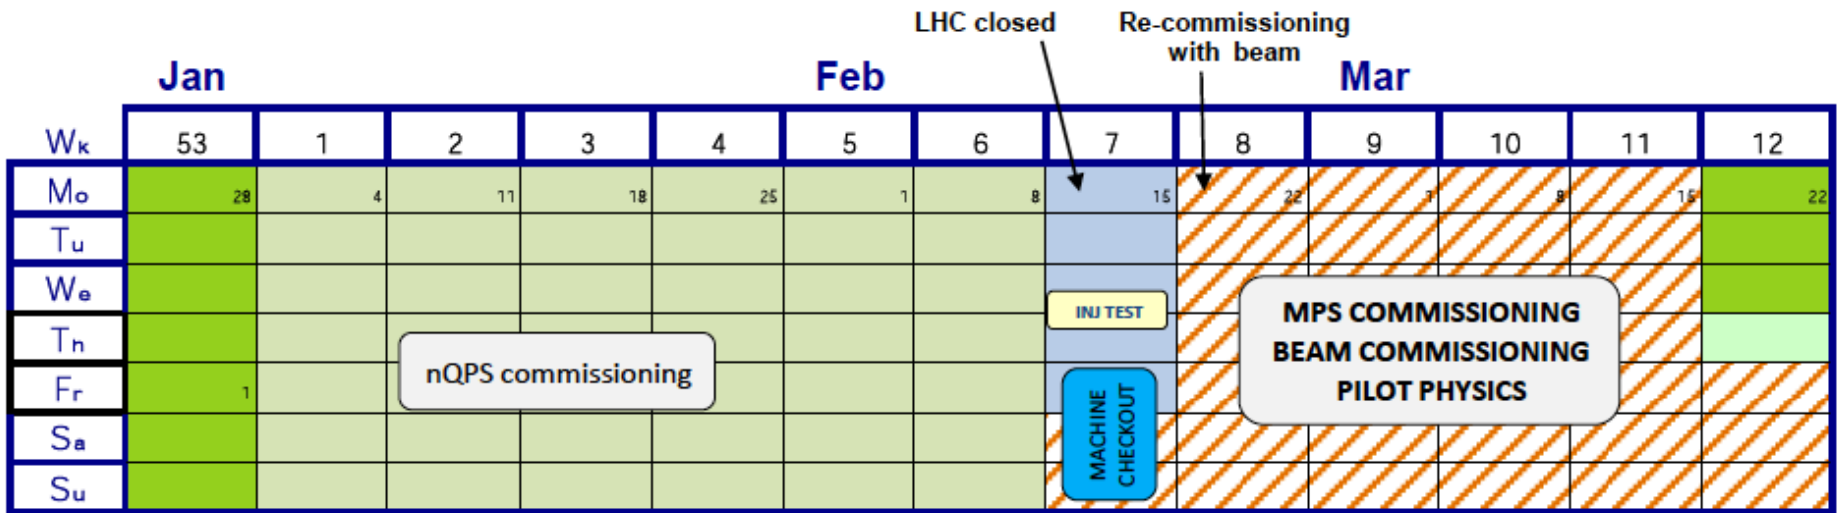 LHC closed
Re-commissioning
with beam
Jan Feb Mar
Wk 53 1 2 3 4 5 6 7 8 9 10 11 12
Mo 28 4 11 18 25 1 8 15 22 1 8 15 22
Tu
We
INJ TEST
Th
Fr 1
Sa
Su
nQPS commissioning
MACHINE
CHECKOUT
MPS COMMISSIONING
BEAM COMMISSIONING
PILOT PHYSICS